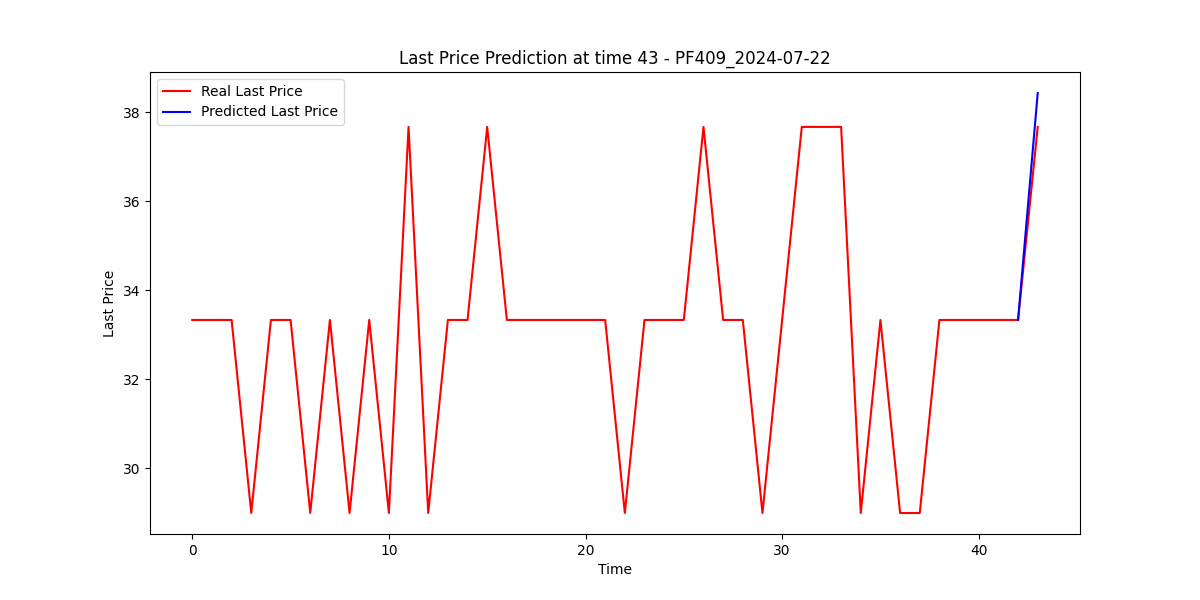 Last Price Prediction at time 43 - PF409_2024-07-22
Real Last Price
Predicted Last Price
Last Price
38
36
34
32
30
0 10 20 30 40
Time